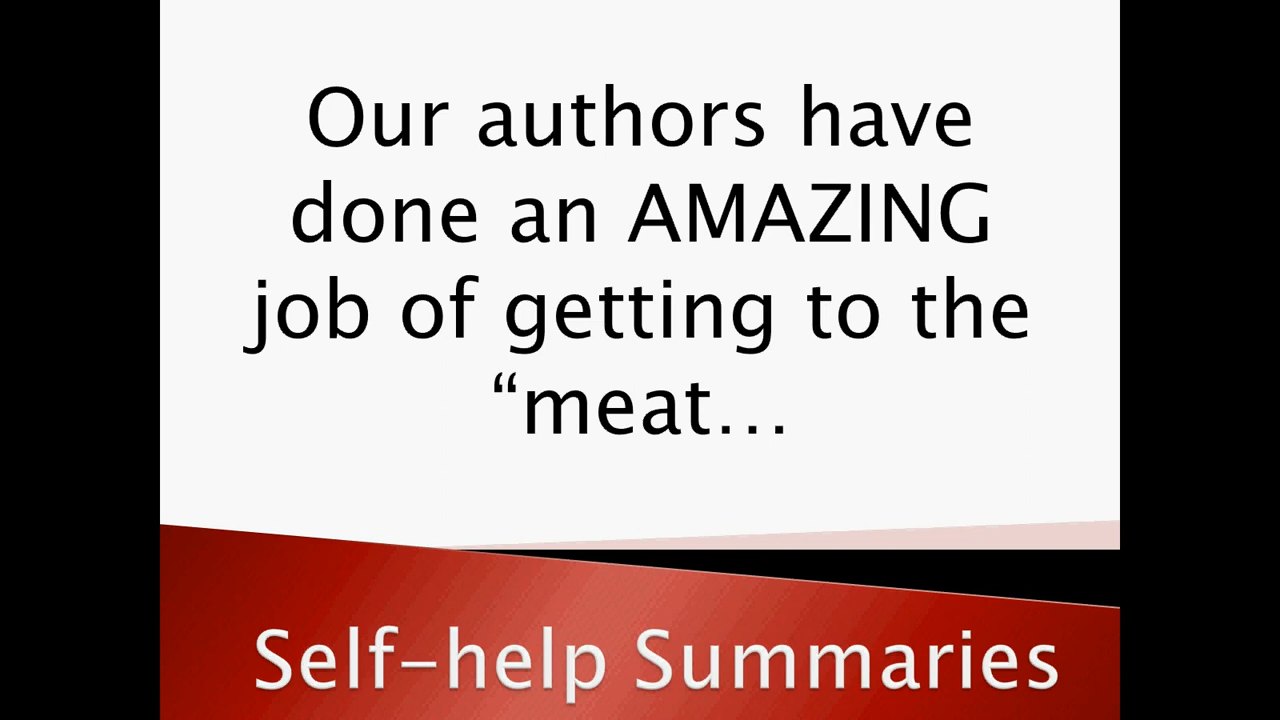 Our authors have
done an AMAZING
job of getting to the
“meat…
Self-help Summaries